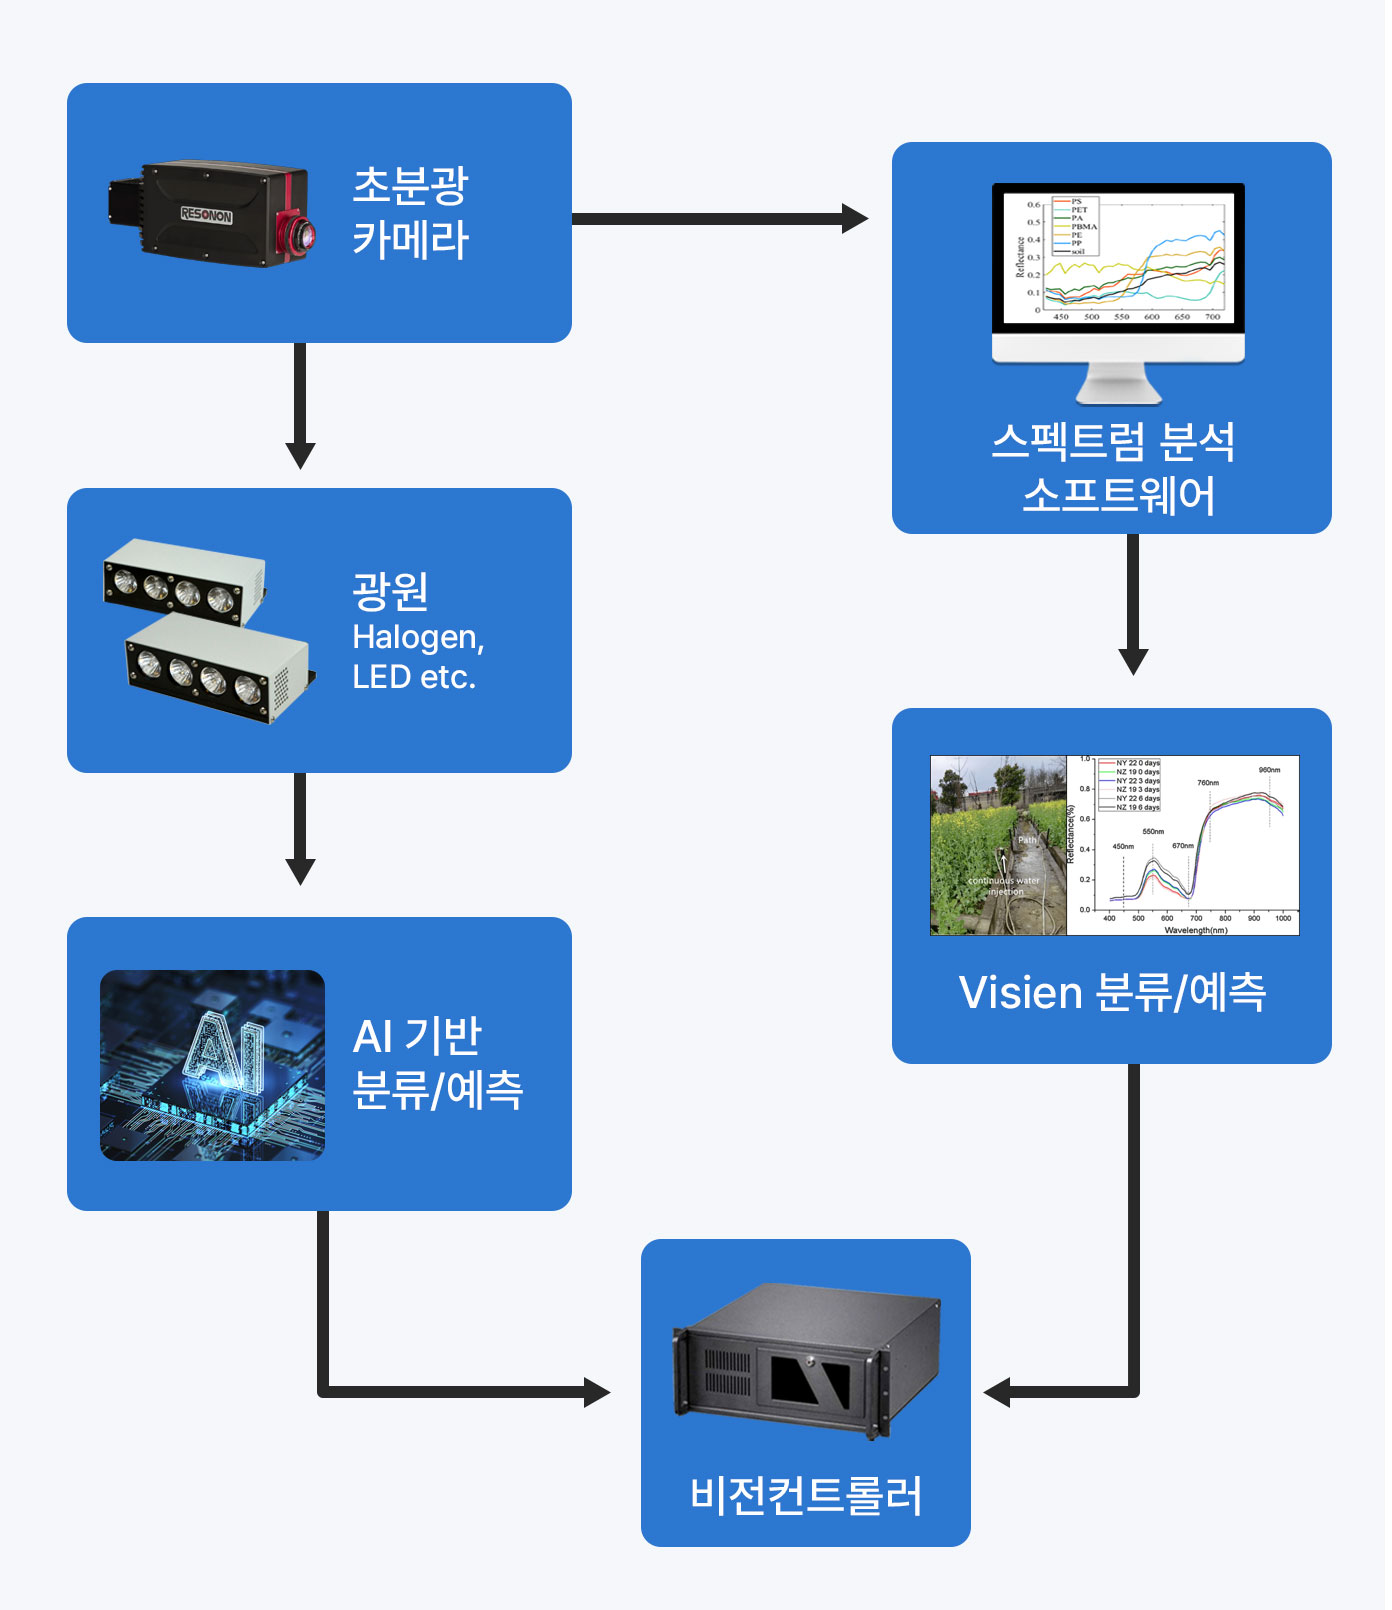 RESONON
초분광
카메라
0.6
0.5
0.4
0.3
0.2
0.1
0
Reflectance
PS
PET
PA
PBMA
PE
PP
soil
450 500 550 600 650 700
스펙트럼 분석
소프트웨어
광원
Halogen,
LED etc.
Path
continuous water
injection
1.0
0.8
0.6
0.4
0.2
0.0
Reflectance(%)
NY 22 0 days
NZ 19 0 days
NY 22 3 days
NZ 19 3 days
NY 22 6 days
NZ 19 6 days
450nm
550nm
670nm
760nm
960nm
400 500 600 700 800 900 1000
Wavelength(nm)
Visien 분류/예측
AI
AI 기반
분류/예측
비전컨트롤러